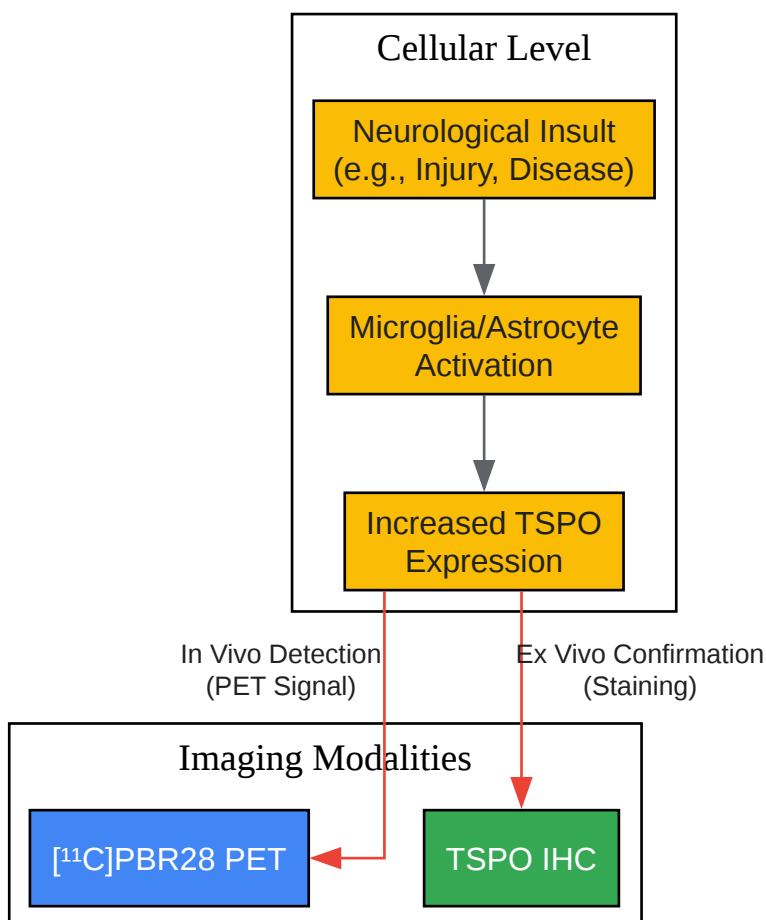 Cellular Level
Neurological Insult
(e.g., Injury, Disease)
Microglia/Astrocyte
Activation
Increased TSPO
Expression
In Vivo Detection
(PET Signal)
Ex Vivo Confirmation
(Staining)
Imaging Modalities
[¹¹C]PBR28 PET
TSPO IHC